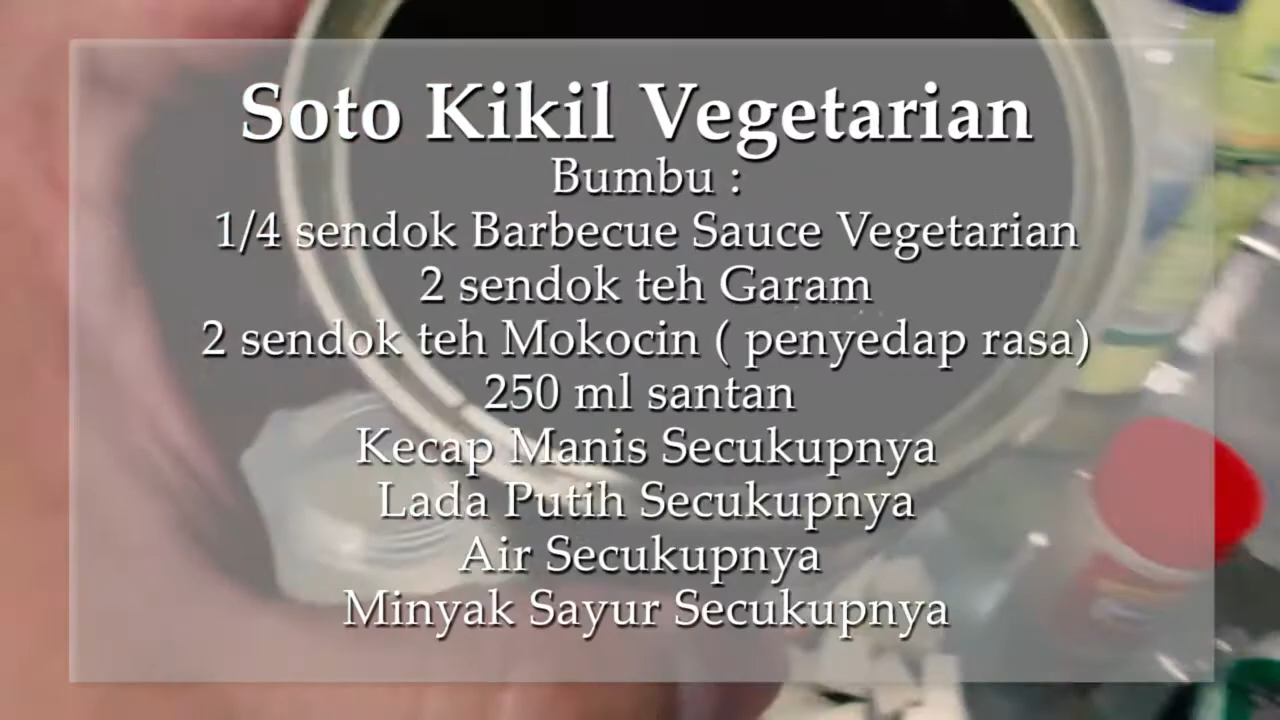 Soto Kikil Vegetarian
Bumbu :
1/4 sendok Barbecue Sauce Vegetarian
2 sendok teh Garam
2 sendok teh Mokocin ( penyedap rasa)
250 ml santan
Kecap Manis Secukupnya
Lada Putih Secukupnya
Air Secukupnya
Minyak Sayur Secukupnya